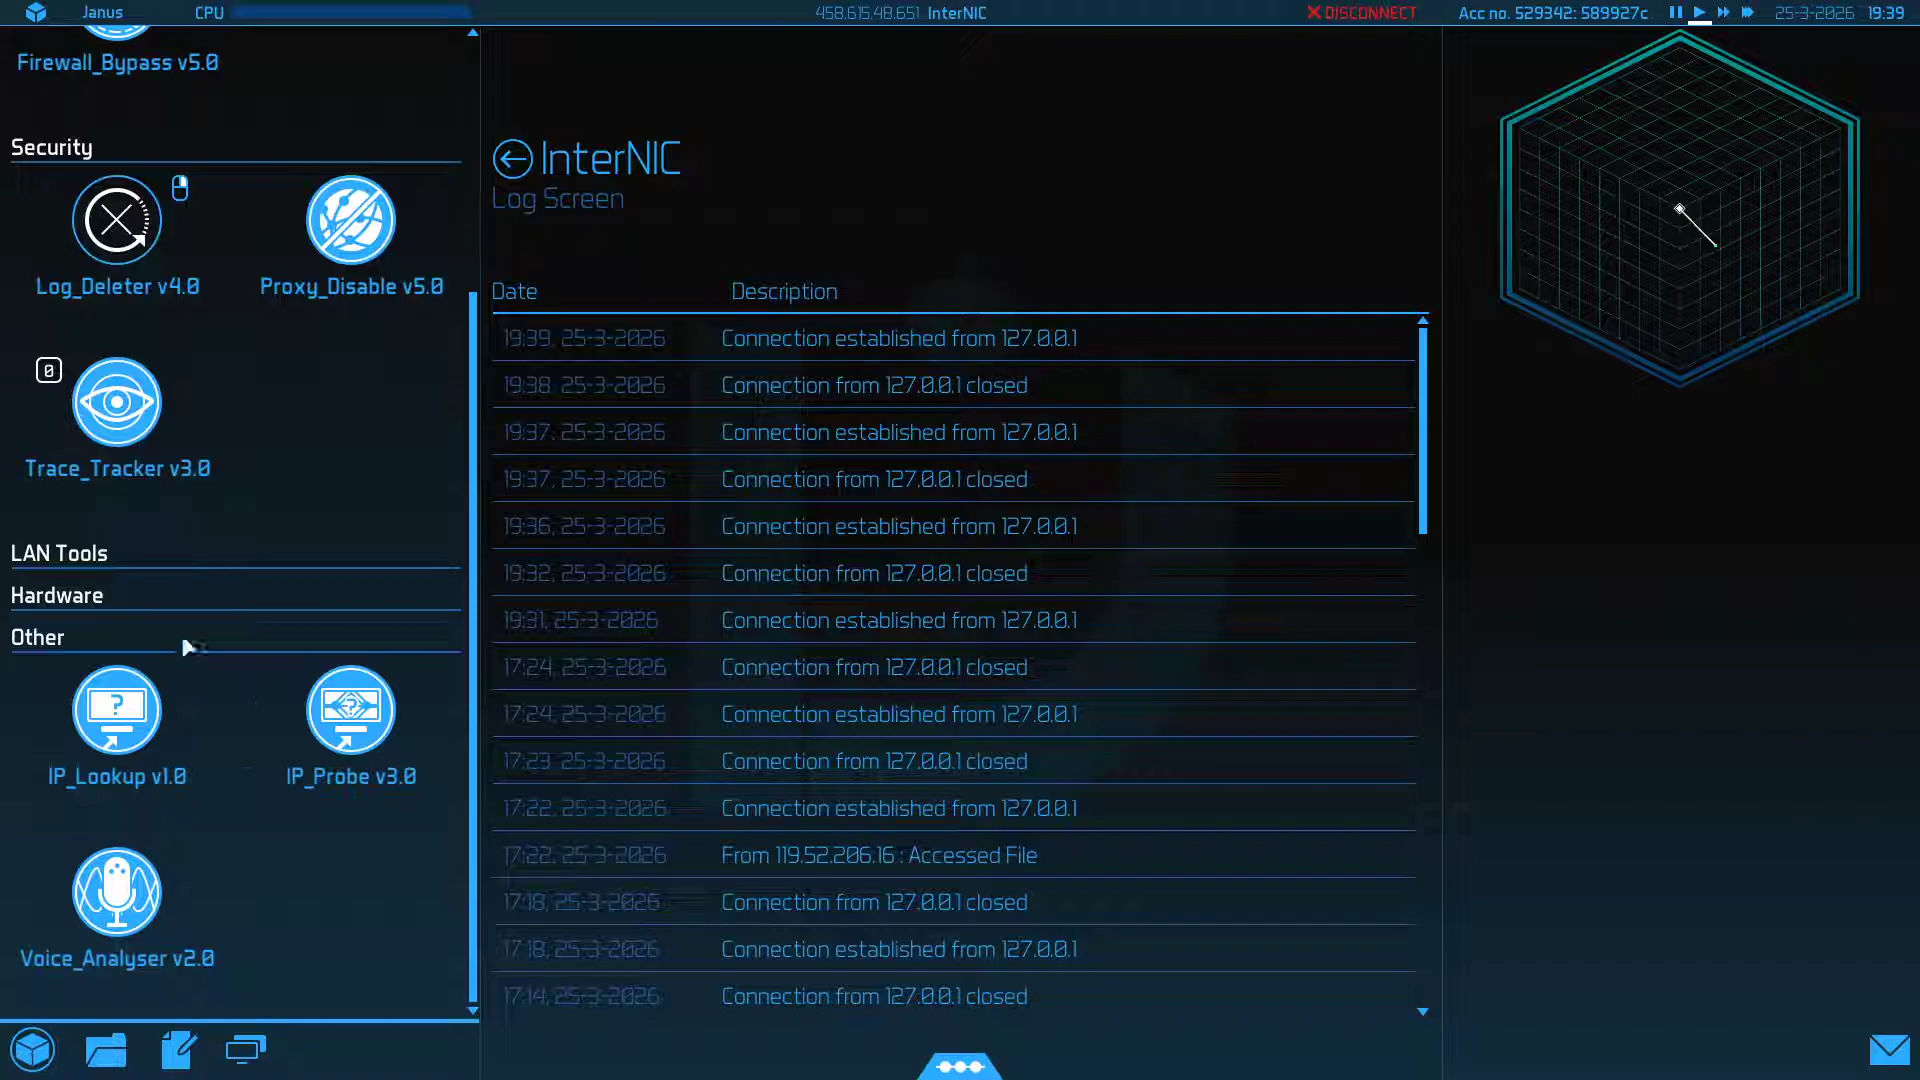 Janus CPU 458.615.48.651 InterNIC DISCONNECT Acc no. 529342: 589927c 25-3-2026 19:39
Firewall_Bypass v5.0
Security
Log_Deleter v4.0 Proxy_Disable v5.0
0
Trace_Tracker v3.0
LAN Tools
Hardware
Other
?
?
IP_Lookup v1.0 IP_Probe v3.0
Voice_Analyser v2.0
InterNIC
Log Screen
Date Description
19:39, 25-3-2026 Connection established from 127.0.0.1
19:38, 25-3-2026 Connection from 127.0.0.1 closed
19:37, 25-3-2026 Connection established from 127.0.0.1
19:37, 25-3-2026 Connection from 127.0.0.1 closed
19:36, 25-3-2026 Connection established from 127.0.0.1
19:32, 25-3-2026 Connection from 127.0.0.1 closed
19:31, 25-3-2026 Connection established from 127.0.0.1
17:24, 25-3-2026 Connection from 127.0.0.1 closed
17:24, 25-3-2026 Connection established from 127.0.0.1
17:23, 25-3-2026 Connection from 127.0.0.1 closed
17:22, 25-3-2026 Connection established from 127.0.0.1
17:22, 25-3-2026 From 119.52.206.16 : Accessed File
17:18, 25-3-2026 Connection from 127.0.0.1 closed
17:18, 25-3-2026 Connection established from 127.0.0.1
17:14, 25-3-2026 Connection from 127.0.0.1 closed